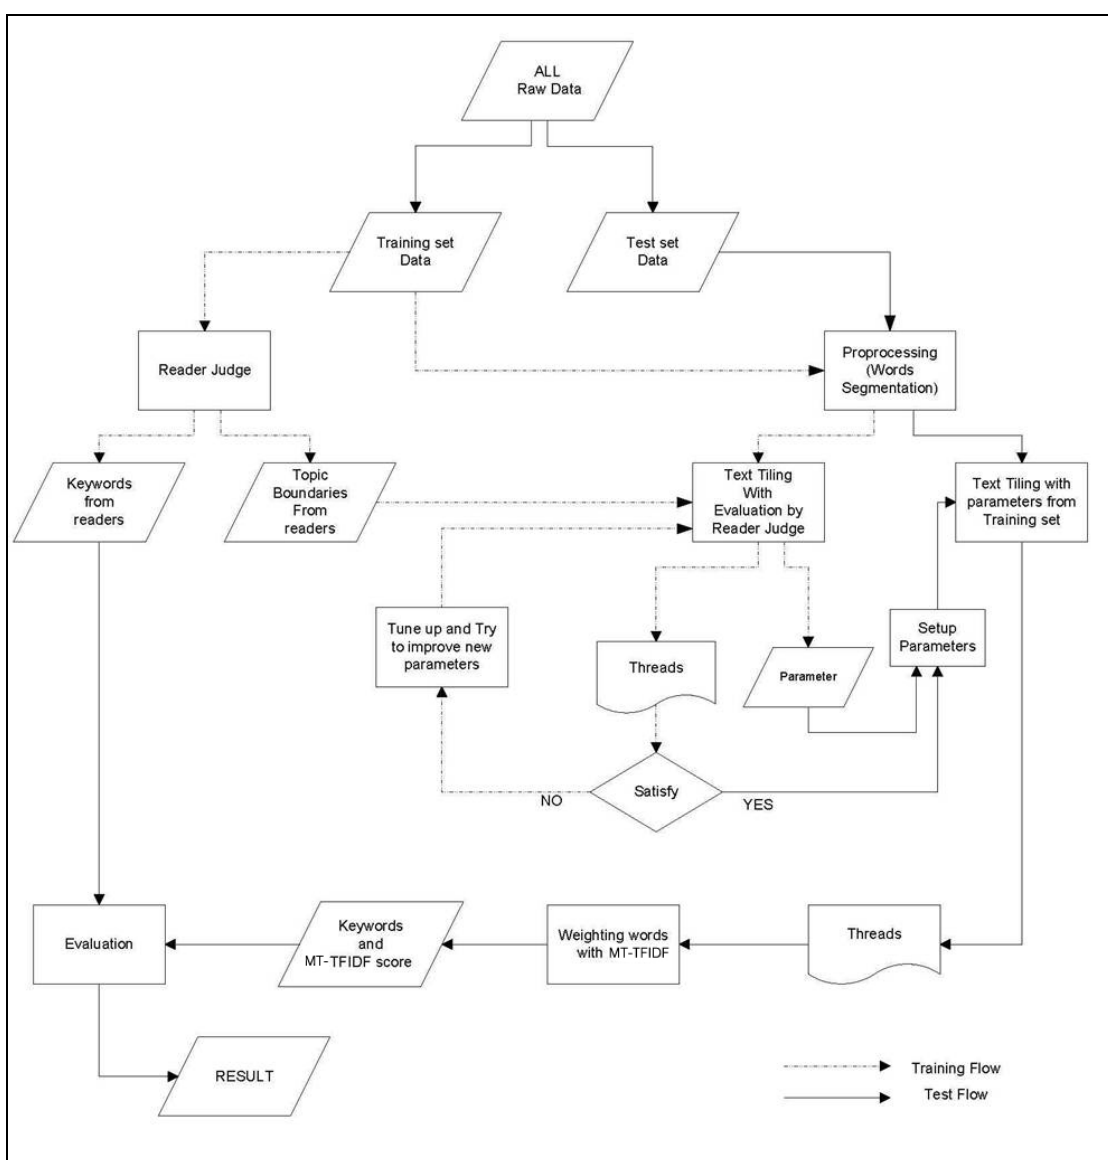 ALL
Raw Data
Training set
Data
Test set
Data
Reader Judge
Proprocessing
(Words
Segmentation)
Keywords
from
readers
Topic
Boundaries
From
readers
Text Tiling
With
Evaluation by
Reader Judge
Text Tiling with
parameters from
Training set
Tune up and Try
to improve new
parameters
Threads
Parameter
Setup
Parameters
Satisfy
NO
YES
Evaluation
Keywords
and
MT-TFIDF score
Weighting words
with MT-TFIDF
Threads
RESULT
Training Flow
Test Flow